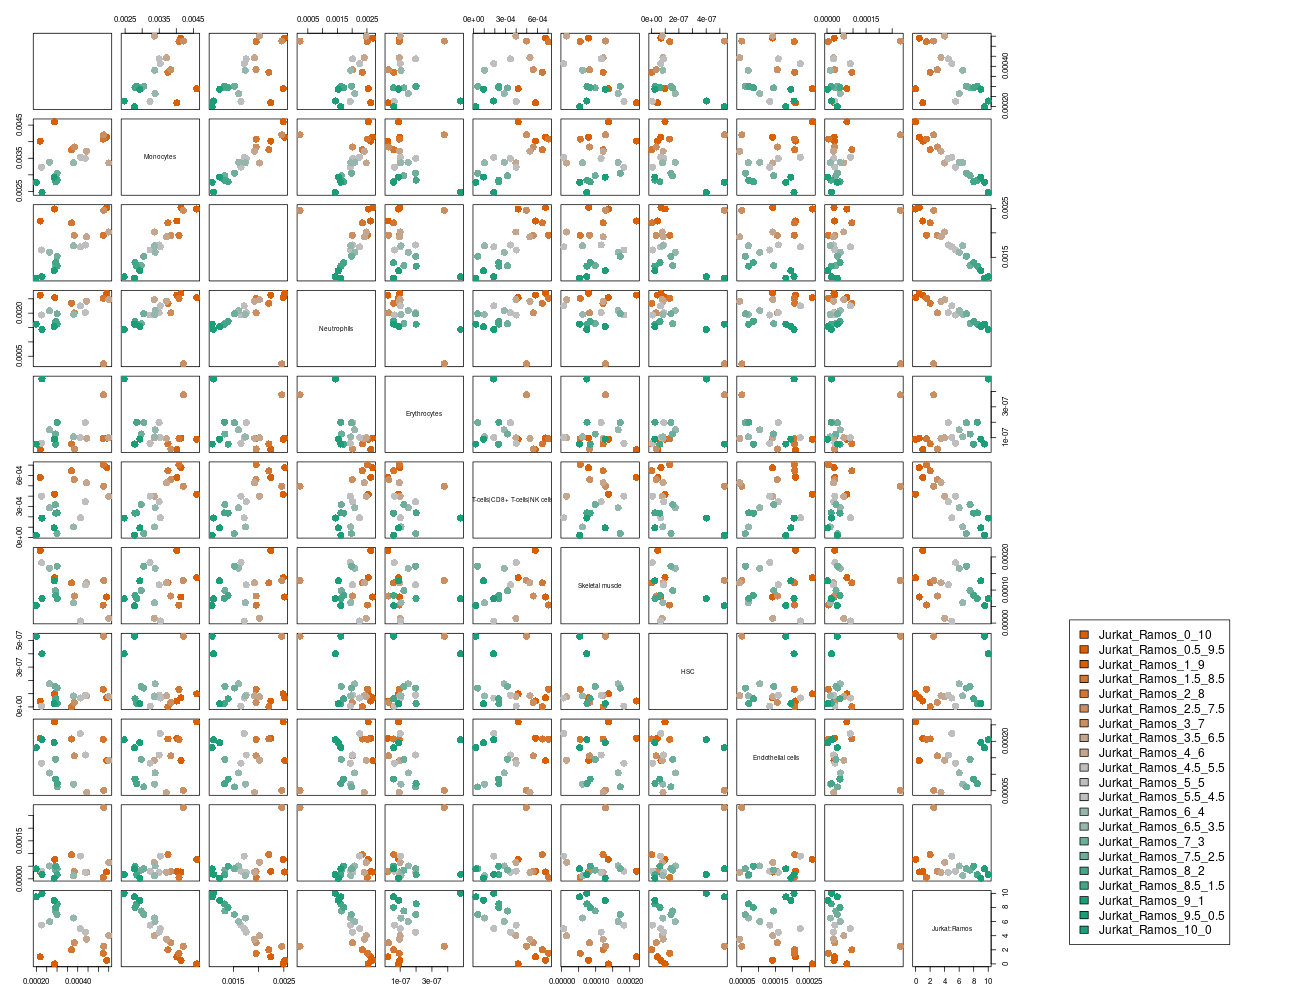 0.0025 0.0035 0.0045 0.0005 0.0015 0.0025 0e+00 3e-04 6e-04 0e+00 2e-07 4e-07 0.00000 0.00015
0.00020 0.00040
Monocytes
0.0025 0.0035 0.0045
0.0015 0.0025
Neutrophils
0.0005 0.0020
Erythrocytes
1e-07 3e-07
T-cells|CD8+ T-cells|NK cells
0e+00 3e-04 6e-04
Skeletal muscle
0.00000 0.00010 0.00020
HSC
0e+00 3e-07 5e-07
Endothelial cells
0.00005 0.00020
0.00000 0.00015
Jurkat:Ramos
0 2 4 6 8 10
0.00020 0.00040 0.0015 0.0025 1e-07 3e-07 0.00000 0.00010 0.00020 0.00005 0.00015 0.00025 0 2 4 6 8 10
Jurkat_Ramos_0_10
Jurkat_Ramos_0.5_9.5
Jurkat_Ramos_1_9
Jurkat_Ramos_1.5_8.5
Jurkat_Ramos_2_8
Jurkat_Ramos_2.5_7.5
Jurkat_Ramos_3_7
Jurkat_Ramos_3.5_6.5
Jurkat_Ramos_4_6
Jurkat_Ramos_4.5_5.5
Jurkat_Ramos_5_5
Jurkat_Ramos_5.5_4.5
Jurkat_Ramos_6_4
Jurkat_Ramos_6.5_3.5
Jurkat_Ramos_7_3
Jurkat_Ramos_7.5_2.5
Jurkat_Ramos_8_2
Jurkat_Ramos_8.5_1.5
Jurkat_Ramos_9_1
Jurkat_Ramos_9.5_0.5
Jurkat_Ramos_10_0